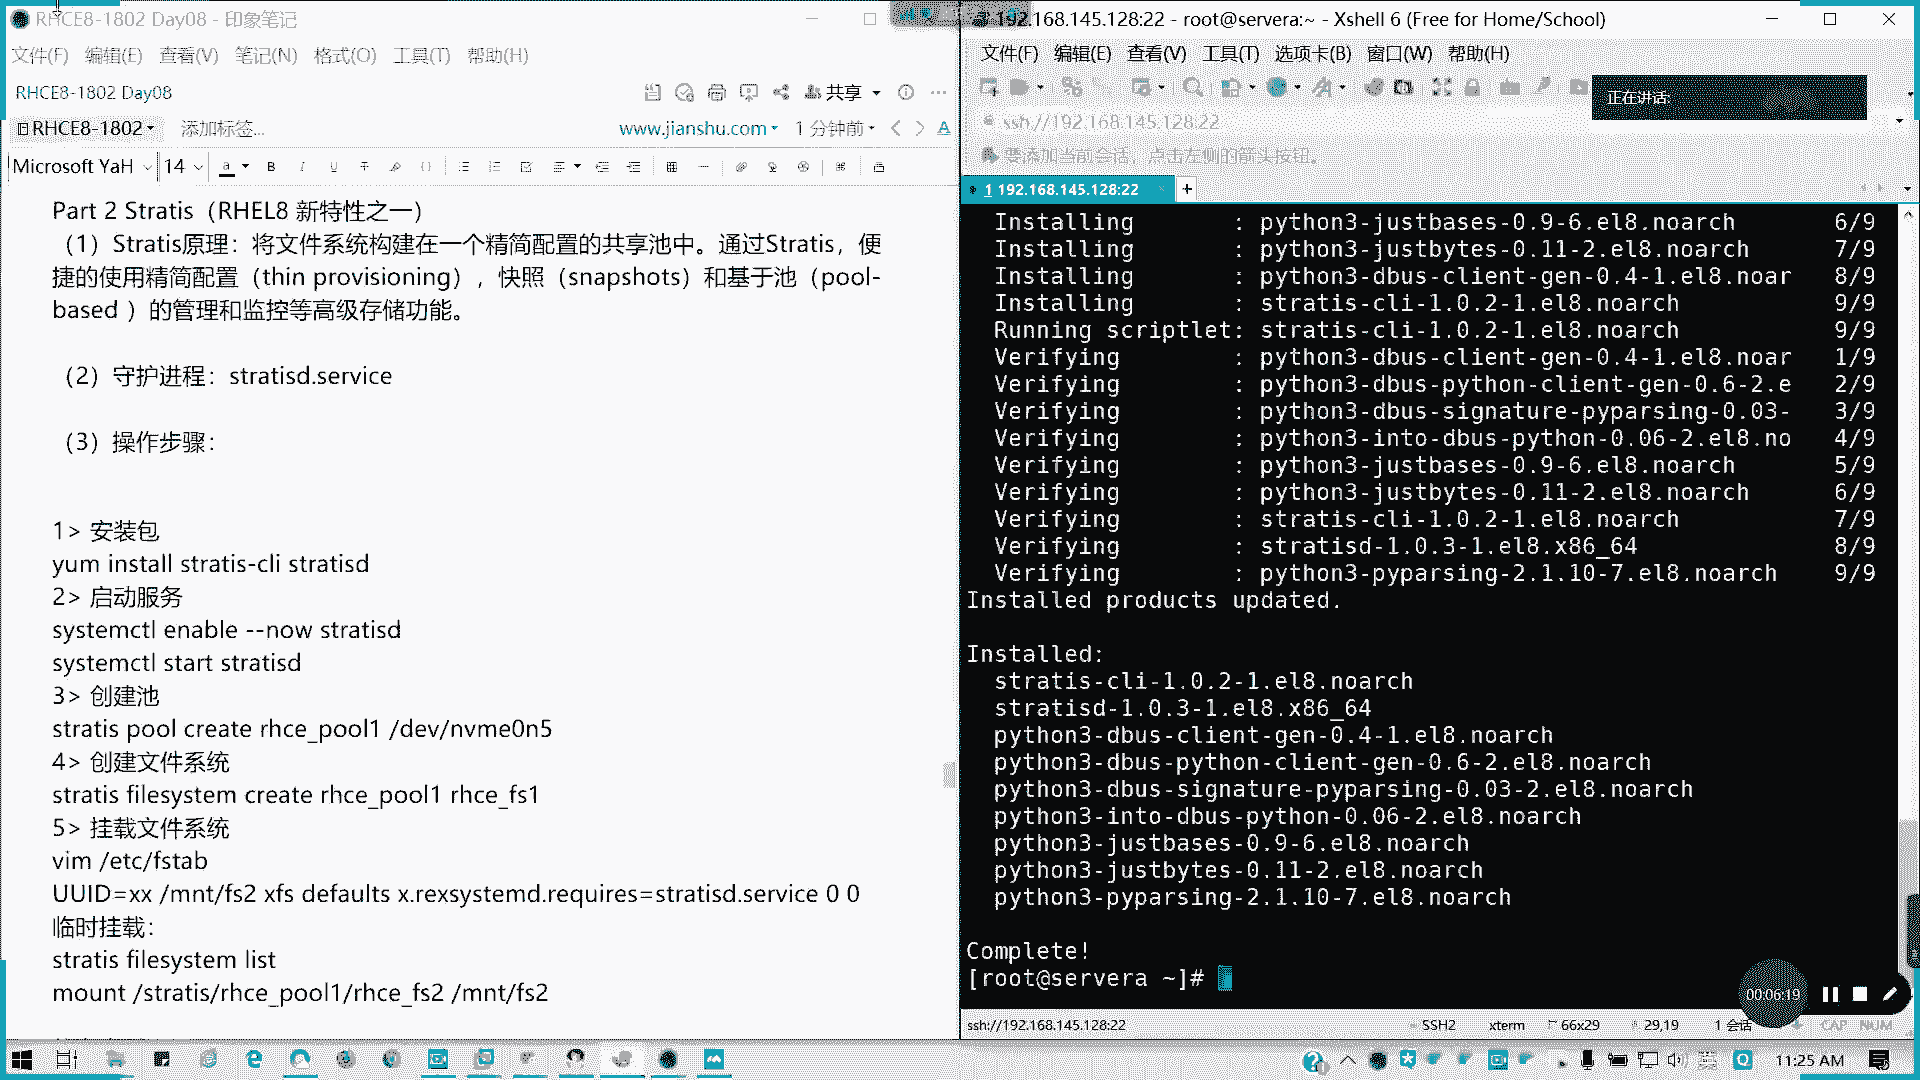 RHCE8-1802 Day08 - 印象笔记
文件(F) 编辑(E) 查看(V) 笔记(N) 格式(O) 工具(T) 帮助(H)
RHCE8-1802 Day08
共享
RHCE8-1802
添加标签...
www.jianshu.com
1 分钟前
Microsoft YaH 14
Part 2 Stratis（RHEL8 新特性之一）
（1）Stratis原理：将文件系统构建在一个精简配置的共享池中。通过Stratis，便
捷的使用精简配置（thin provisioning），快照（snapshots）和基于池（pool-
based ）的管理和监控等高级存储功能。
（2）守护进程：stratisd.service
（3）操作步骤：
1> 安装包
yum install stratis-cli stratisd
2> 启动服务
systemctl enable --now stratisd
systemctl start stratisd
3> 创建池
stratis pool create rhce_pool1 /dev/nvme0n5
4> 创建文件系统
stratis filesystem create rhce_pool1 rhce_fs1
5> 挂载文件系统
vim /etc/fstab
UUID=xx /mnt/fs2 xfs defaults x.rexsystemd.requires=stratisd.service 0 0
临时挂载：
stratis filesystem list
mount /stratis/rhce_pool1/rhce_fs2 /mnt/fs2
192.168.145.128:22 - root@servera:~ - Xshell 6 (Free for Home/School)
文件(F) 编辑(E) 查看(V) 工具(T) 选项卡(B) 窗口(W) 帮助(H)
正在讲话:
ssh://192.168.145.128:22
要添加当前会话，点击左侧的箭头按钮。
1 192.168.145.128:22
Installing : python3-justbases-0.9-6.el8.noarch 6/9
Installing : python3-justbytes-0.11-2.el8.noarch 7/9
Installing : python3-dbus-client-gen-0.4-1.el8.noar 8/9
Installing : stratis-cli-1.0.2-1.el8.noarch 9/9
Running scriptlet: stratis-cli-1.0.2-1.el8.noarch 9/9
Verifying : python3-dbus-client-gen-0.4-1.el8.noar 1/9
Verifying : python3-dbus-python-client-gen-0.6-2.e 2/9
Verifying : python3-dbus-signature-pyparsing-0.03- 3/9
Verifying : python3-into-dbus-python-0.06-2.el8.no 4/9
Verifying : python3-justbases-0.9-6.el8.noarch 5/9
Verifying : python3-justbytes-0.11-2.el8.noarch 6/9
Verifying : stratis-cli-1.0.2-1.el8.noarch 7/9
Verifying : stratisd-1.0.3-1.el8.x86_64 8/9
Verifying : python3-pyparsing-2.1.10-7.el8.noarch 9/9
Installed products updated.
Installed:
stratis-cli-1.0.2-1.el8.noarch
stratisd-1.0.3-1.el8.x86_64
python3-dbus-client-gen-0.4-1.el8.noarch
python3-dbus-python-client-gen-0.6-2.el8.noarch
python3-dbus-signature-pyparsing-0.03-2.el8.noarch
python3-into-dbus-python-0.06-2.el8.noarch
python3-justbases-0.9-6.el8.noarch
python3-justbytes-0.11-2.el8.noarch
python3-pyparsing-2.1.10-7.el8.noarch
Complete!
[root@servera ~]#
00:06:19
ssh://192.168.145.128:22 SSH2 xterm 66x29 29,19 1 会话 CAP NUM
11:25 AM